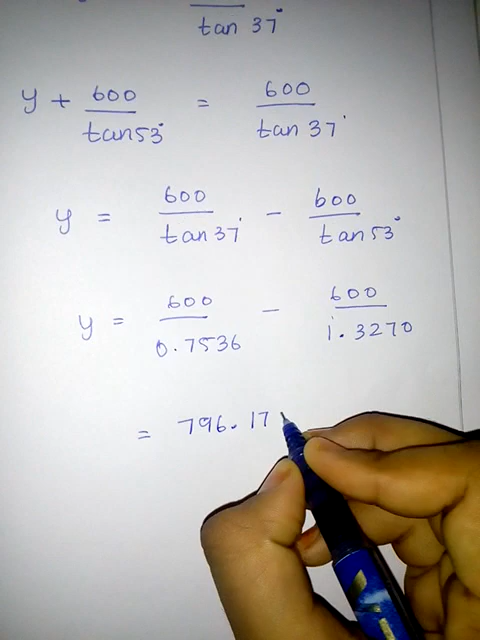 tan 37°
y + 600/tan53° = 600/tan 37°
y = 600/tan 37° - 600/tan 53°
y = 600/0.7536 - 600/1.3270
= 796.17